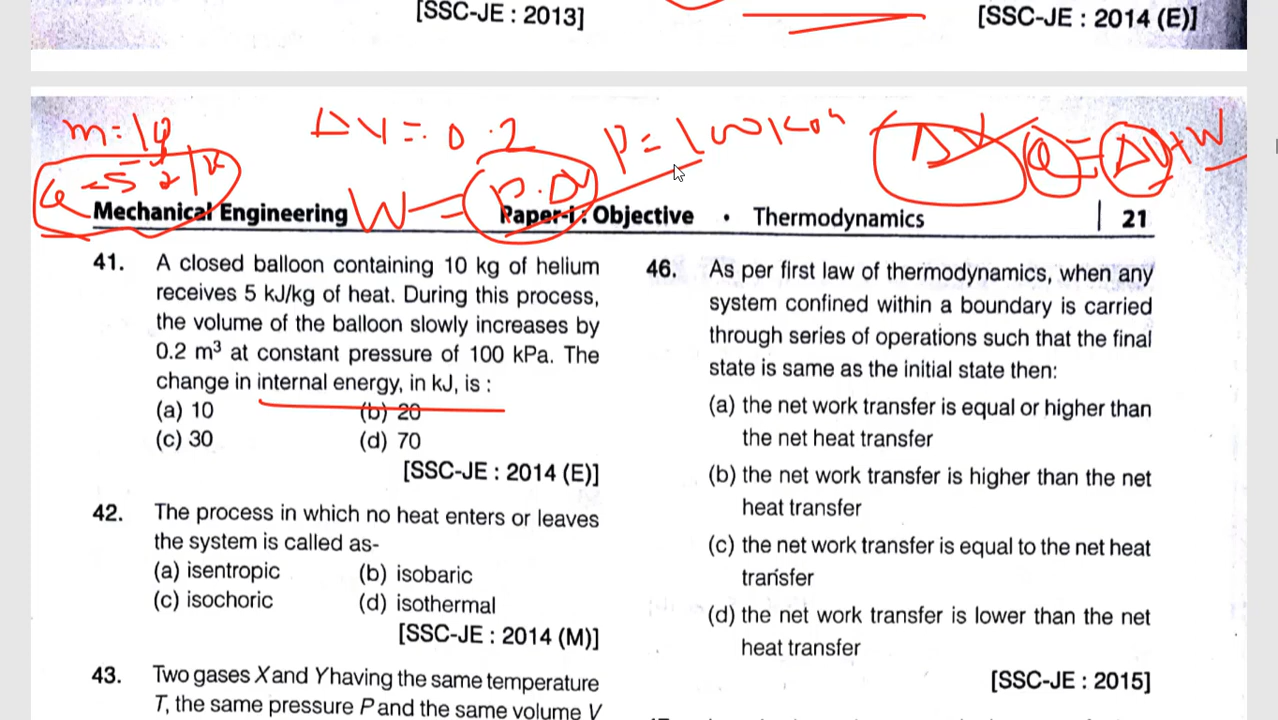 [SSC-JE : 2013]
[SSC-JE : 2014 (E)]
ΔV = 0.2
W = P.ΔV
Mechanical Engineering
Paper-I : Objective • Thermodynamics
21
41. A closed balloon containing 10 kg of helium
receives 5 kJ/kg of heat. During this process,
the volume of the balloon slowly increases by
0.2 m³ at constant pressure of 100 kPa. The
change in internal energy, in kJ, is :
(a) 10 (b) 20
(c) 30 (d) 70
[SSC-JE : 2014 (E)]
42. The process in which no heat enters or leaves
the system is called as-
(a) isentropic (b) isobaric
(c) isochoric (d) isothermal
[SSC-JE : 2014 (M)]
43. Two gases X and Y having the same temperature
T, the same pressure P and the same volume V
46. As per first law of thermodynamics, when any
system confined within a boundary is carried
through series of operations such that the final
state is same as the initial state then:
(a) the net work transfer is equal or higher than
the net heat transfer
(b) the net work transfer is higher than the net
heat transfer
(c) the net work transfer is equal to the net heat
transfer
(d) the net work transfer is lower than the net
heat transfer
[SSC-JE : 2015]